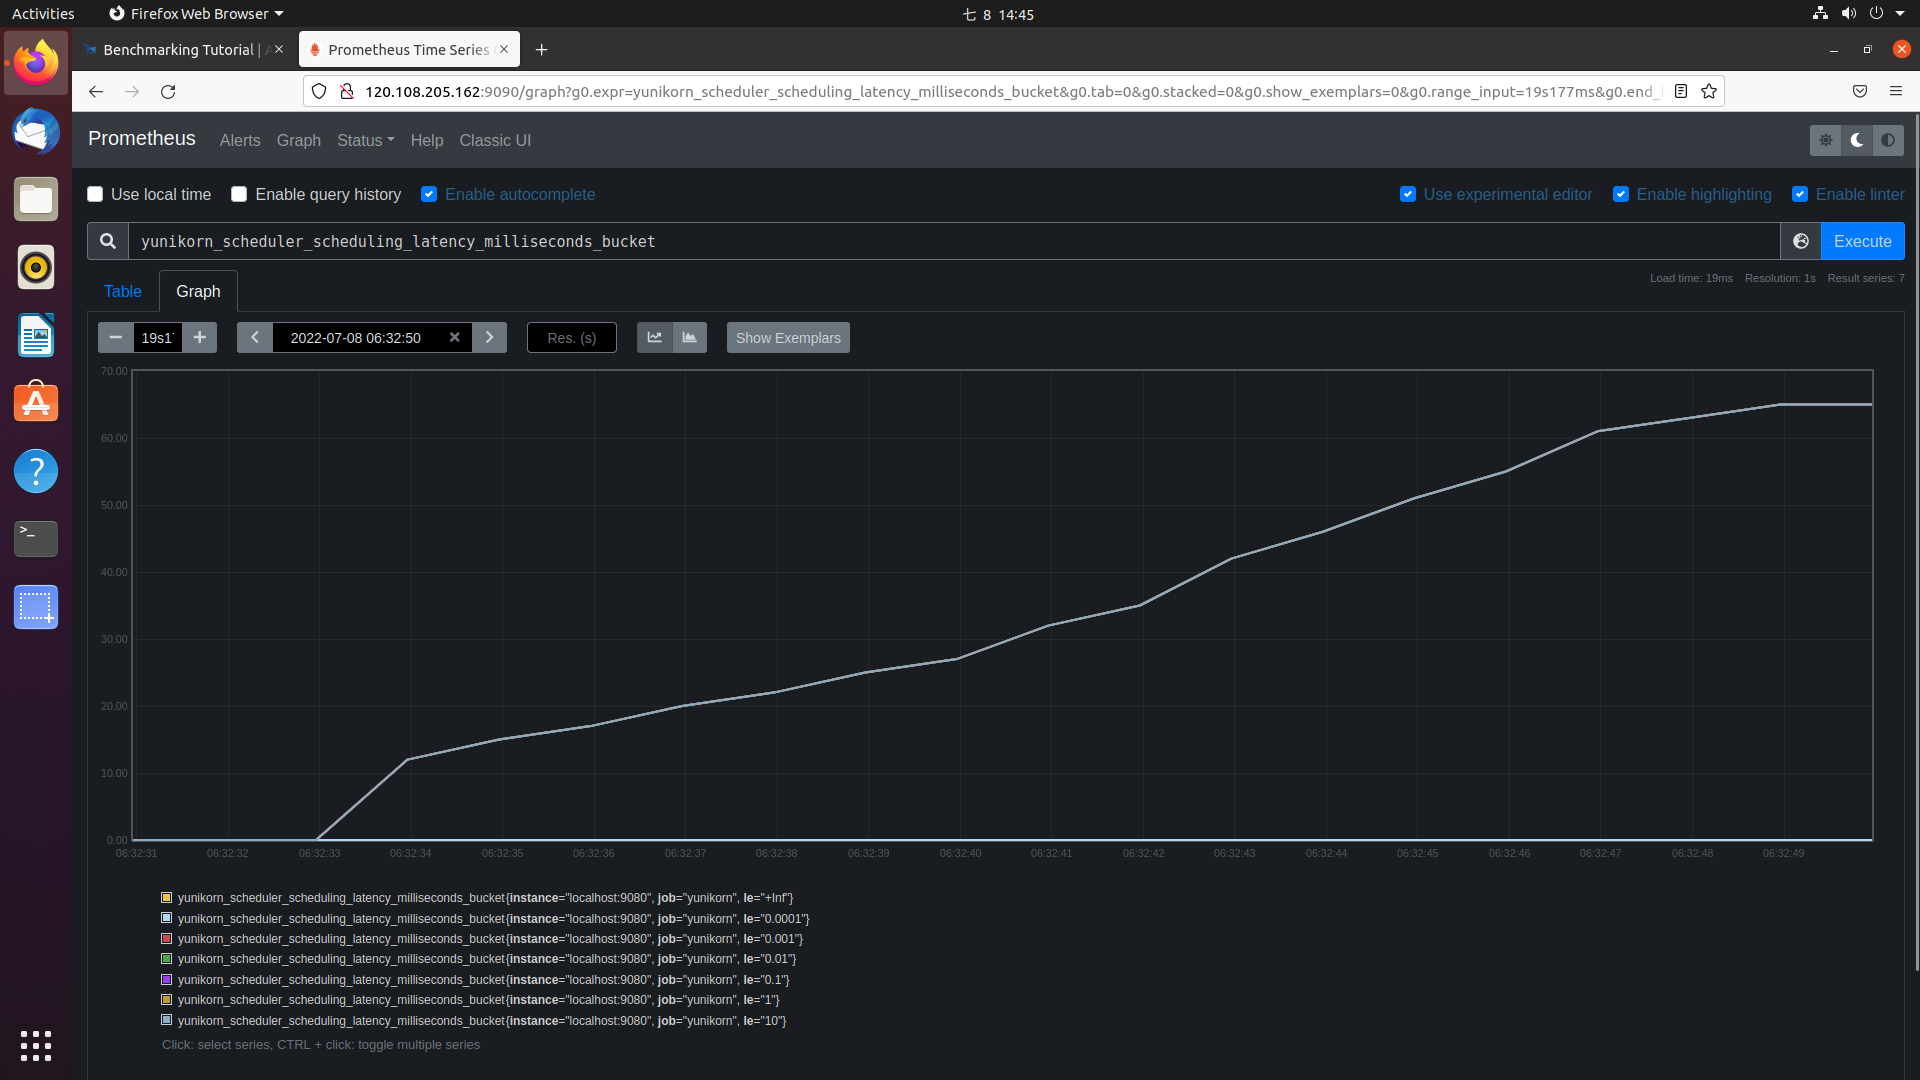 Activities
Firefox Web Browser
七 8 14:45
Benchmarking Tutorial | A
Prometheus Time Series C
120.108.205.162:9090/graph?g0.expr=yunikorn_scheduler_scheduling_latency_milliseconds_bucket&g0.tab=0&g0.stacked=0&g0.show_exemplars=0&g0.range_input=19s177ms&g0.end_i
Prometheus
Alerts
Graph
Status
Help
Classic UI
Use local time
Enable query history
Enable autocomplete
Use experimental editor
Enable highlighting
Enable linter
yunikorn_scheduler_scheduling_latency_milliseconds_bucket
Execute
Table
Graph
Load time: 19ms Resolution: 1s Result series: 7
19s17
2022-07-08 06:32:50
Res. (s)
Show Exemplars
70.00
60.00
50.00
40.00
30.00
20.00
10.00
0.00
06:32:31 06:32:32 06:32:33 06:32:34 06:32:35 06:32:36 06:32:37 06:32:38 06:32:39 06:32:40 06:32:41 06:32:42 06:32:43 06:32:44 06:32:45 06:32:46 06:32:47 06:32:48 06:32:49
yunikorn_scheduler_scheduling_latency_milliseconds_bucket{instance="localhost:9080", job="yunikorn", le="+Inf"}
yunikorn_scheduler_scheduling_latency_milliseconds_bucket{instance="localhost:9080", job="yunikorn", le="0.0001"}
yunikorn_scheduler_scheduling_latency_milliseconds_bucket{instance="localhost:9080", job="yunikorn", le="0.001"}
yunikorn_scheduler_scheduling_latency_milliseconds_bucket{instance="localhost:9080", job="yunikorn", le="0.01"}
yunikorn_scheduler_scheduling_latency_milliseconds_bucket{instance="localhost:9080", job="yunikorn", le="0.1"}
yunikorn_scheduler_scheduling_latency_milliseconds_bucket{instance="localhost:9080", job="yunikorn", le="1"}
yunikorn_scheduler_scheduling_latency_milliseconds_bucket{instance="localhost:9080", job="yunikorn", le="10"}
Click: select series, CTRL + click: toggle multiple series